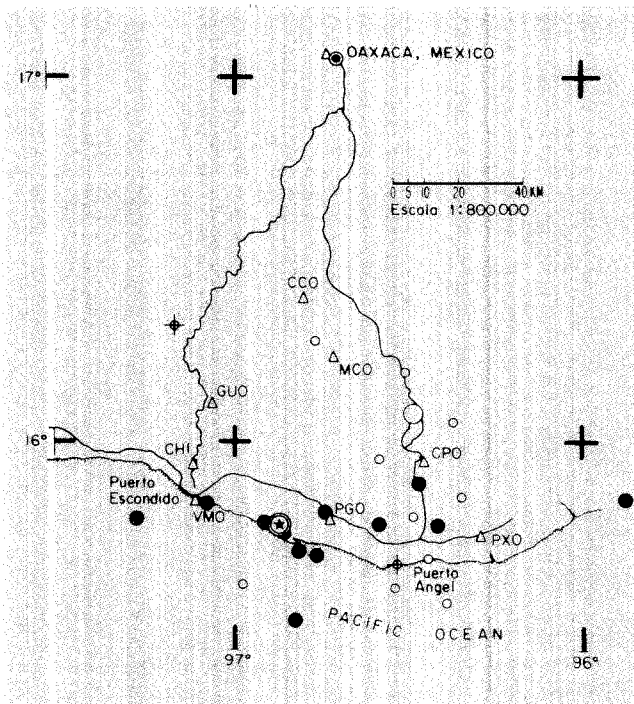 OAXACA, MEXICO
17°
0 5 10 20 40 KM
Escala 1:800 000
CCO
MCO
GUO
16°
CHI
CPO
Puerto
Escondido
VMO
PGO
PXO
Puerto
Angel
PACIFIC OCEAN
97°
96°